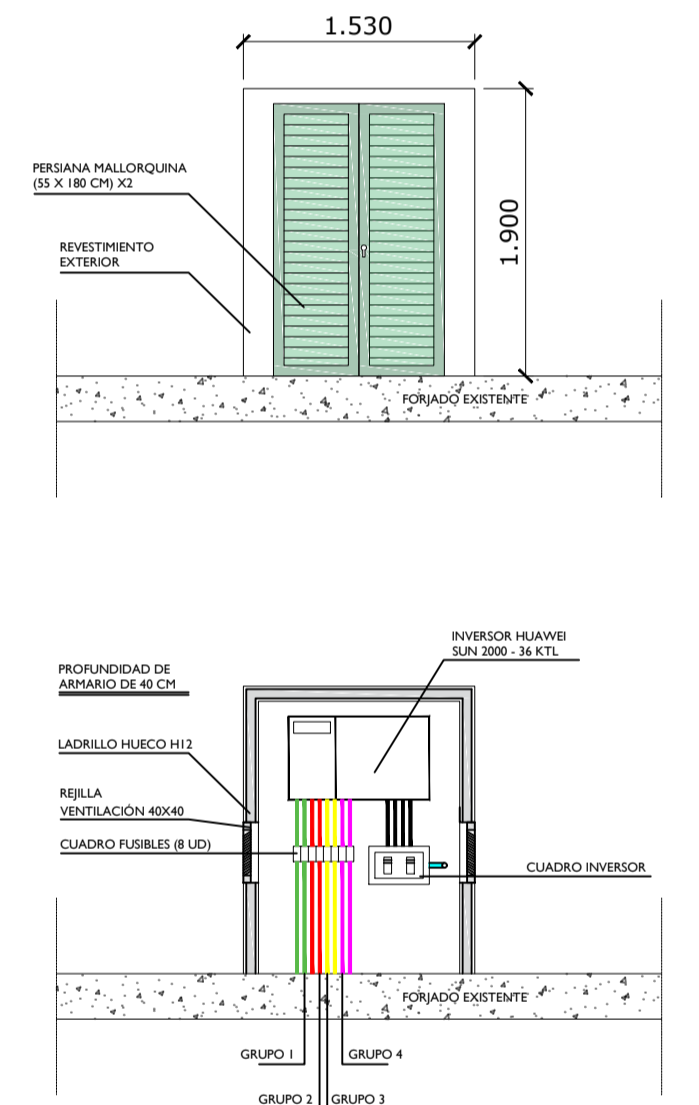 1.530
PERSIANA MALLORQUINA
(55 X 180 CM) X2
1.900
REVESTIMIENTO
EXTERIOR
FORJADO EXISTENTE
INVERSOR HUAWEI
SUN 2000 - 36 KTL
PROFUNDIDAD DE
ARMARIO DE 40 CM
LADRILLO HUECO H12
REJILLA
VENTILACIÓN 40X40
CUADRO FUSIBLES (8 UD)
CUADRO INVERSOR
FORJADO EXISTENTE
GRUPO 1
GRUPO 4
GRUPO 2
GRUPO 3